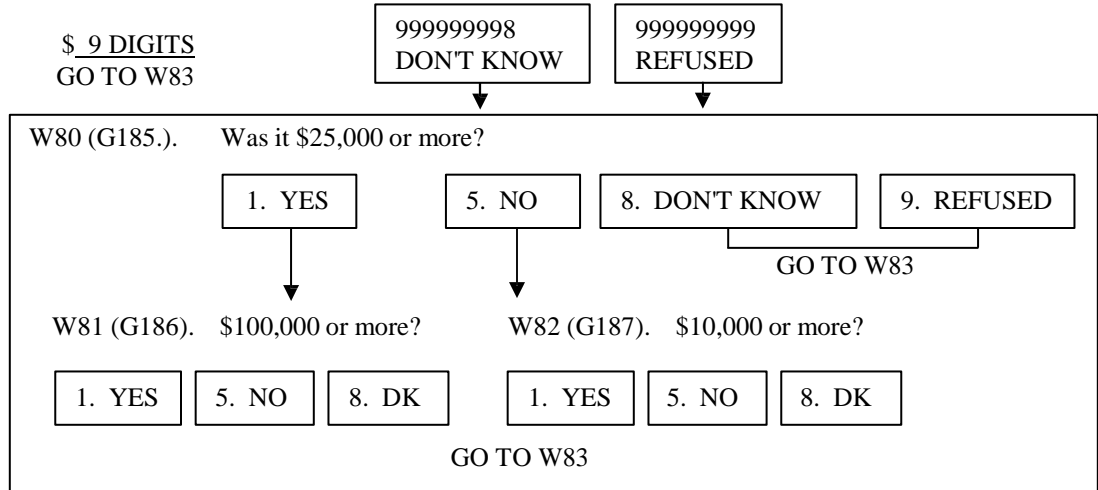 $ 9 DIGITS
GO TO W83
999999998
DON'T KNOW
999999999
REFUSED
W80 (G185.). Was it $25,000 or more?
1. YES
5. NO
8. DON'T KNOW
9. REFUSED
GO TO W83
W81 (G186). $100,000 or more?
W82 (G187). $10,000 or more?
1. YES
5. NO
8. DK
1. YES
5. NO
8. DK
GO TO W83